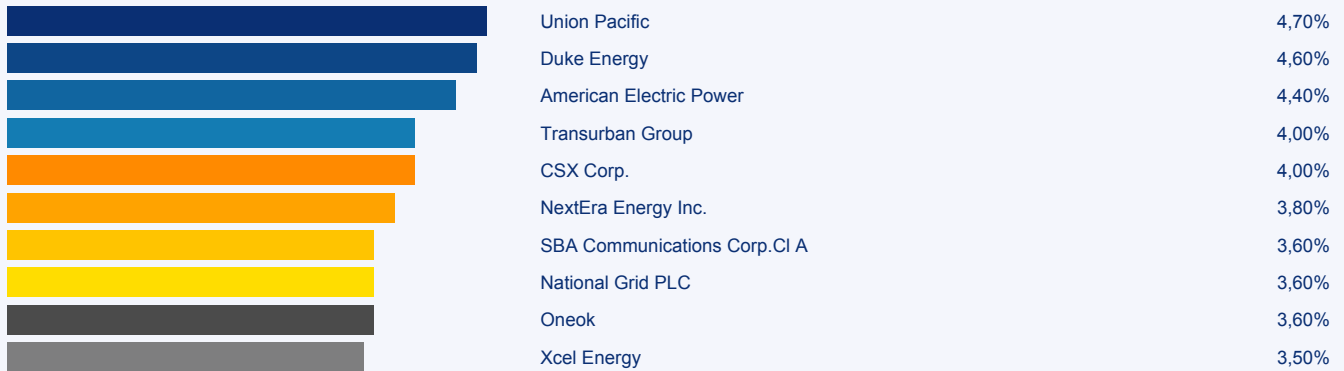 Union Pacific 4,70%
Duke Energy 4,60%
American Electric Power 4,40%
Transurban Group 4,00%
CSX Corp. 4,00%
NextEra Energy Inc. 3,80%
SBA Communications Corp.Cl A 3,60%
National Grid PLC 3,60%
Oneok 3,60%
Xcel Energy 3,50%